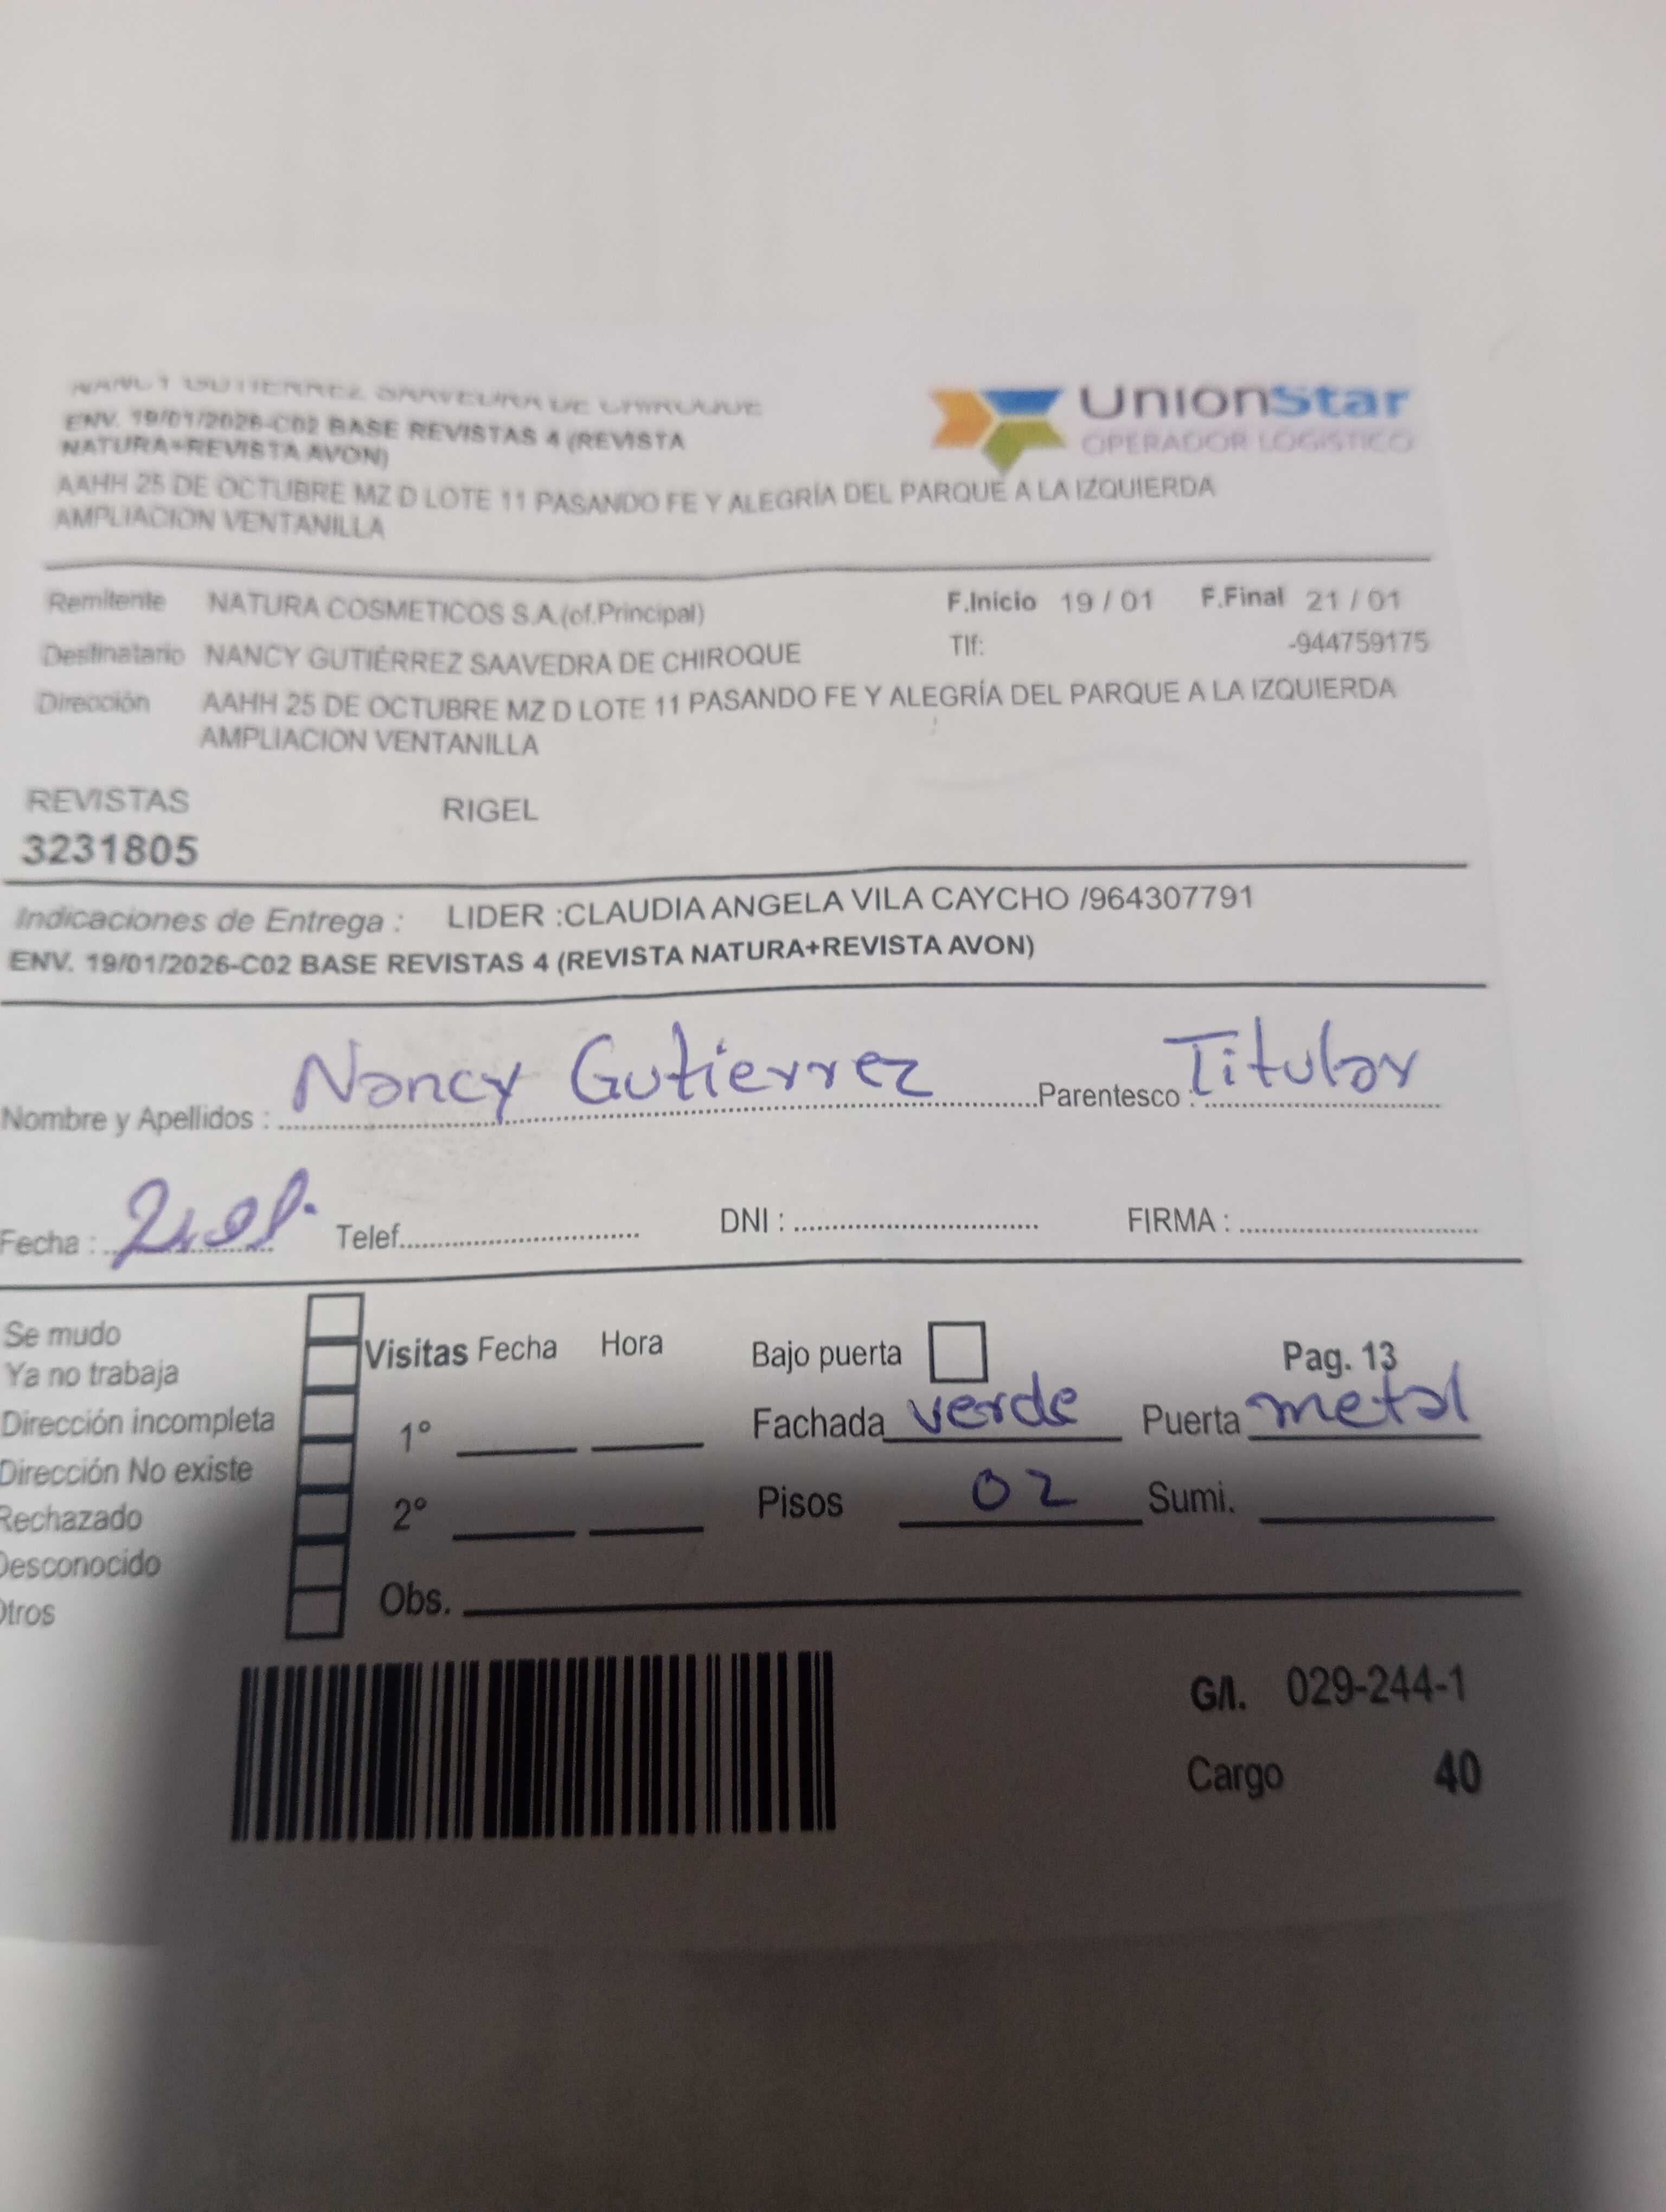 NANCY GUTIERREZ SAAVEDRA DE CHIROQUE
ENV. 19/01/2026-C02 BASE REVISTAS 4 (REVISTA
NATURA+REVISTA AVON)
UnionStar
OPERADOR LOGISTICO
AAHH 25 DE OCTUBRE MZ D LOTE 11 PASANDO FE Y ALEGRÍA DEL PARQUE A LA IZQUIERDA
AMPLIACION VENTANILLA
Remitente NATURA COSMETICOS S.A.(of.Principal) F.Inicio 19 / 01 F.Final 21 / 01
Destinatario NANCY GUTIÉRREZ SAAVEDRA DE CHIROQUE Tlf: -944759175
Dirección AAHH 25 DE OCTUBRE MZ D LOTE 11 PASANDO FE Y ALEGRÍA DEL PARQUE A LA IZQUIERDA
AMPLIACION VENTANILLA
REVISTAS RIGEL
3231805
Indicaciones de Entrega : LIDER :CLAUDIA ANGELA VILA CAYCHO /964307791
ENV. 19/01/2026-C02 BASE REVISTAS 4 (REVISTA NATURA+REVISTA AVON)
Nombre y Apellidos : Nancy Gutierrez Parentesco : Titular
Fecha : Telef. DNI : FIRMA :
Se mudo
Ya no trabaja
Dirección incompleta
Dirección No existe
Rechazado
Desconocido
Otros
Visitas Fecha Hora
1°
2°
Obs.
Bajo puerta Pag. 13
Fachada verde Puerta metal
Pisos 02 Sumi.
G/I. 029-244-1
Cargo 40